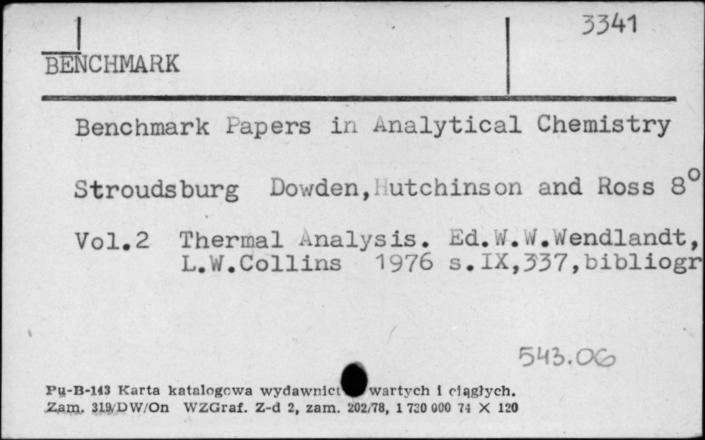 3341
BENCHMARK
Benchmark Papers in Analytical Chemistry
Stroudsburg Dowden,Hutchinson and Ross 8°
Vol.2 Thermal Analysis. Ed.W.W.Wendlandt,
L.W.Collins 1976 s.IX,337,bibliogr
543.06
Pu-B-143 Karta katalogowa wydawnict wartych i ciągłych.
Zam. 319/DW/On WZGraf. Z-d 2, zam. 202/78, 1 720 000 74 X 120